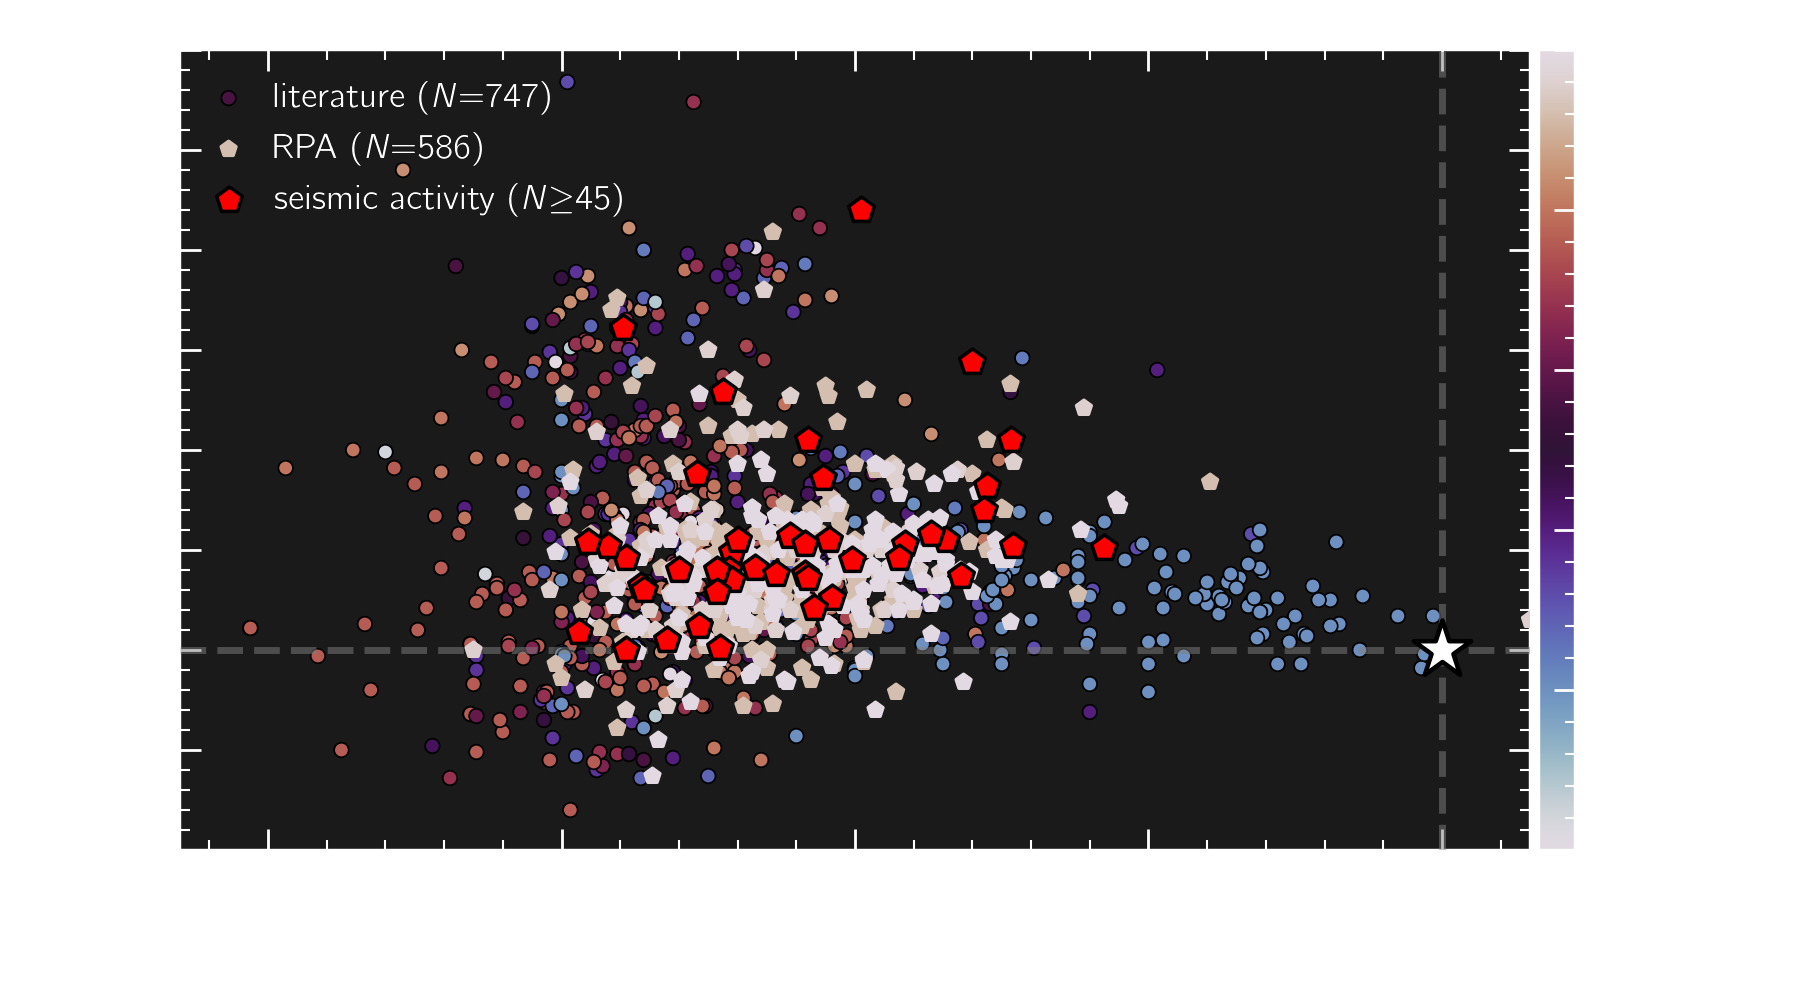 literature (N=747)
RPA (N=586)
seismic activity (N≥45)